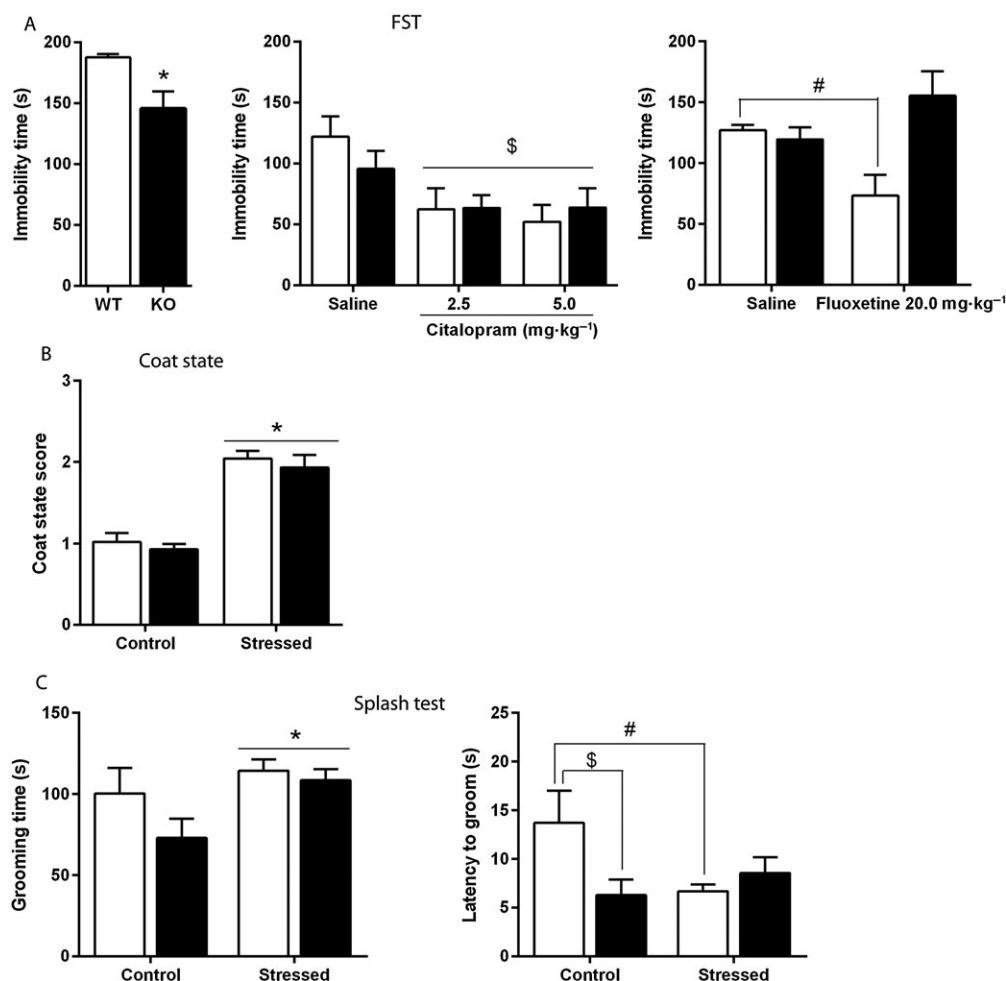 A
FST
Immobility time (s)
200
150
100
50
0
*
WT
KO
Immobility time (s)
200
150
100
50
0
$
Saline
2.5
5.0
Citalopram (mg·kg⁻¹)
Immobility time (s)
200
150
100
50
0
#
Saline
Fluoxetine 20.0 mg·kg⁻¹
B
Coat state
Coat state score
3
2
1
0
*
Control
Stressed
C
Splash test
Grooming time (s)
150
100
50
0
*
Control
Stressed
Latency to groom (s)
25
20
15
10
5
0
#
$
Control
Stressed